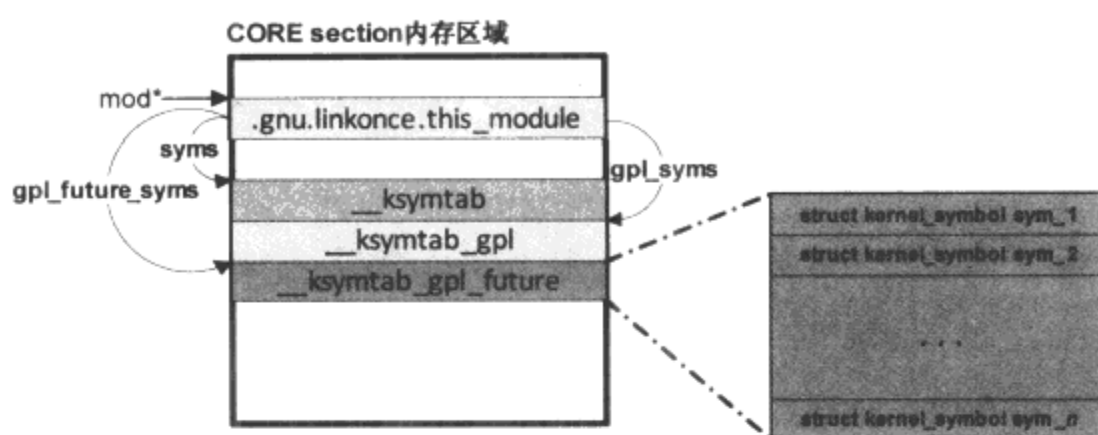 CORE section内存区域
mod*
.gnu.linkonce.this_module
syms
gpl_syms
gpl_future_syms
__ksymtab
__ksymtab_gpl
__ksymtab_gpl_future
struct kernel_symbol sym_1
struct kernel_symbol sym_2
...
struct kernel_symbol sym_n